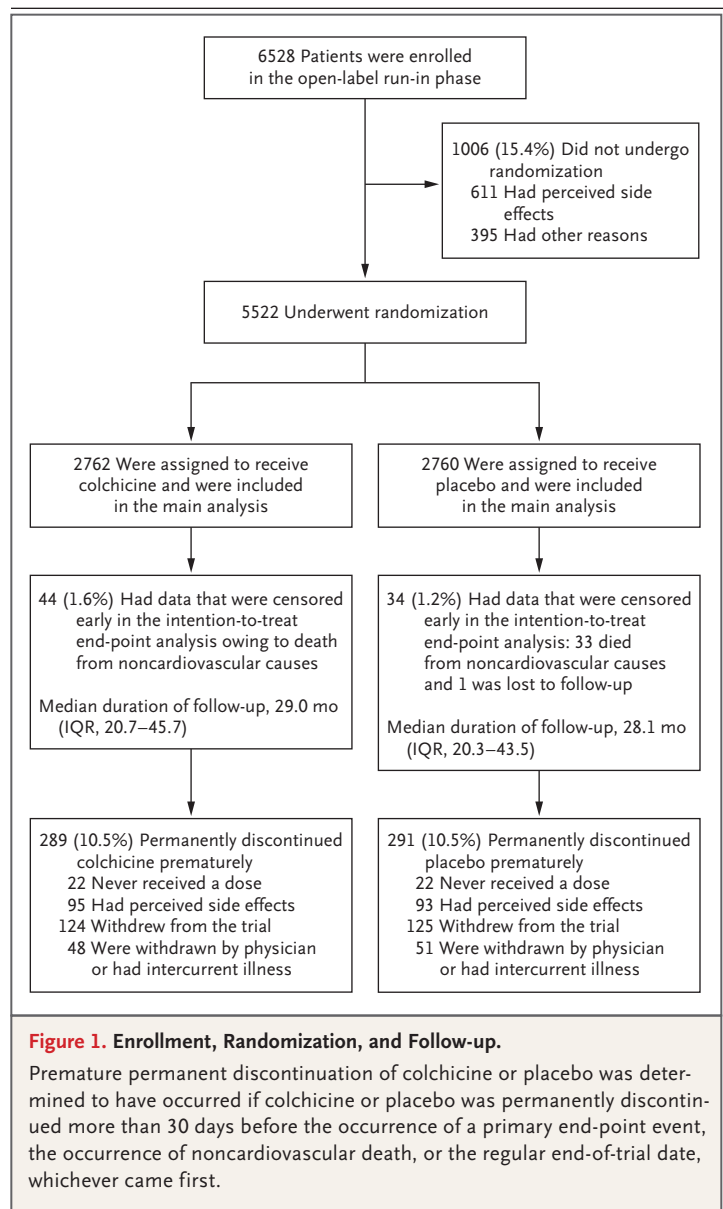 6528 Patients were enrolled
in the open-label run-in phase
1006 (15.4%) Did not undergo
randomization
611 Had perceived side
effects
395 Had other reasons
5522 Underwent randomization
2762 Were assigned to receive
colchicine and were included
in the main analysis
2760 Were assigned to receive
placebo and were included
in the main analysis
44 (1.6%) Had data that were censored
early in the intention-to-treat
end-point analysis owing to death
from noncardiovascular causes
Median duration of follow-up, 29.0 mo
(IQR, 20.7–45.7)
34 (1.2%) Had data that were censored
early in the intention-to-treat
end-point analysis: 33 died
from noncardiovascular causes
and 1 was lost to follow-up
Median duration of follow-up, 28.1 mo
(IQR, 20.3–43.5)
289 (10.5%) Permanently discontinued
colchicine prematurely
22 Never received a dose
95 Had perceived side effects
124 Withdrew from the trial
48 Were withdrawn by physician
or had intercurrent illness
291 (10.5%) Permanently discontinued
placebo prematurely
22 Never received a dose
93 Had perceived side effects
125 Withdrew from the trial
51 Were withdrawn by physician
or had intercurrent illness
Figure 1. Enrollment, Randomization, and Follow-up.
Premature permanent discontinuation of colchicine or placebo was deter-
mined to have occurred if colchicine or placebo was permanently discontin-
ued more than 30 days before the occurrence of a primary end-point event,
the occurrence of noncardiovascular death, or the regular end-of-trial date,
whichever came first.